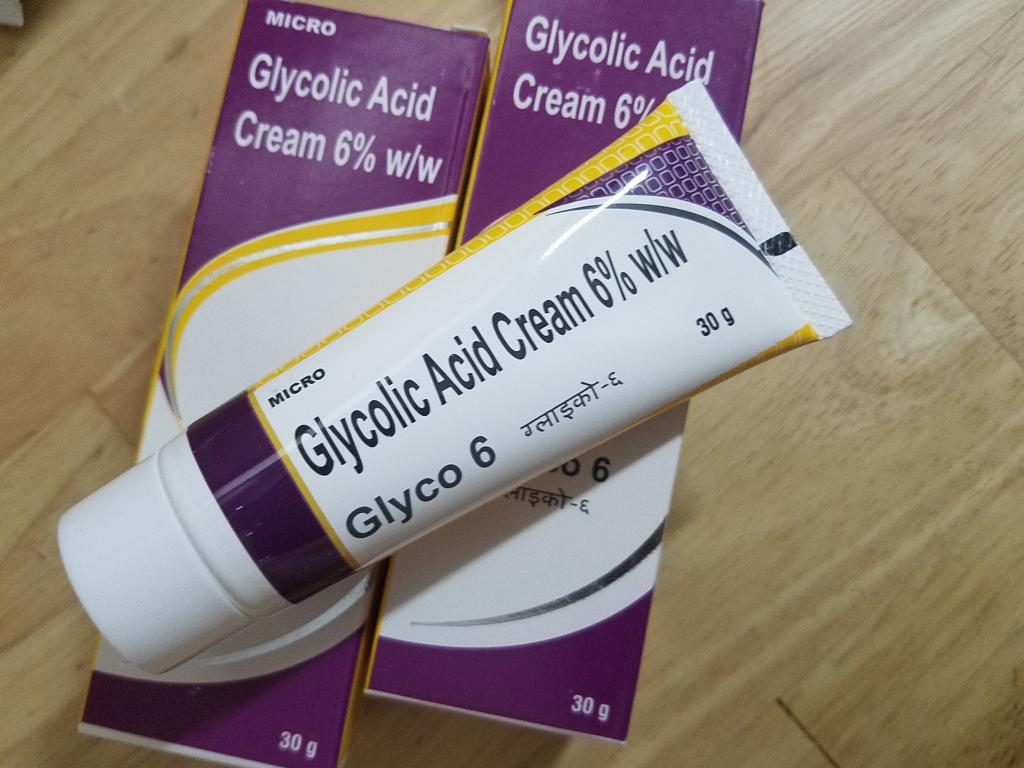 MICRO
Glycolic Acid
Cream 6% w/w
30 g
Glycolic Acid
Cream 6%
6
30 g
MICRO
Glycolic Acid Cream 6% w/w
Glyco 6 ग्लाइको-६
30 g